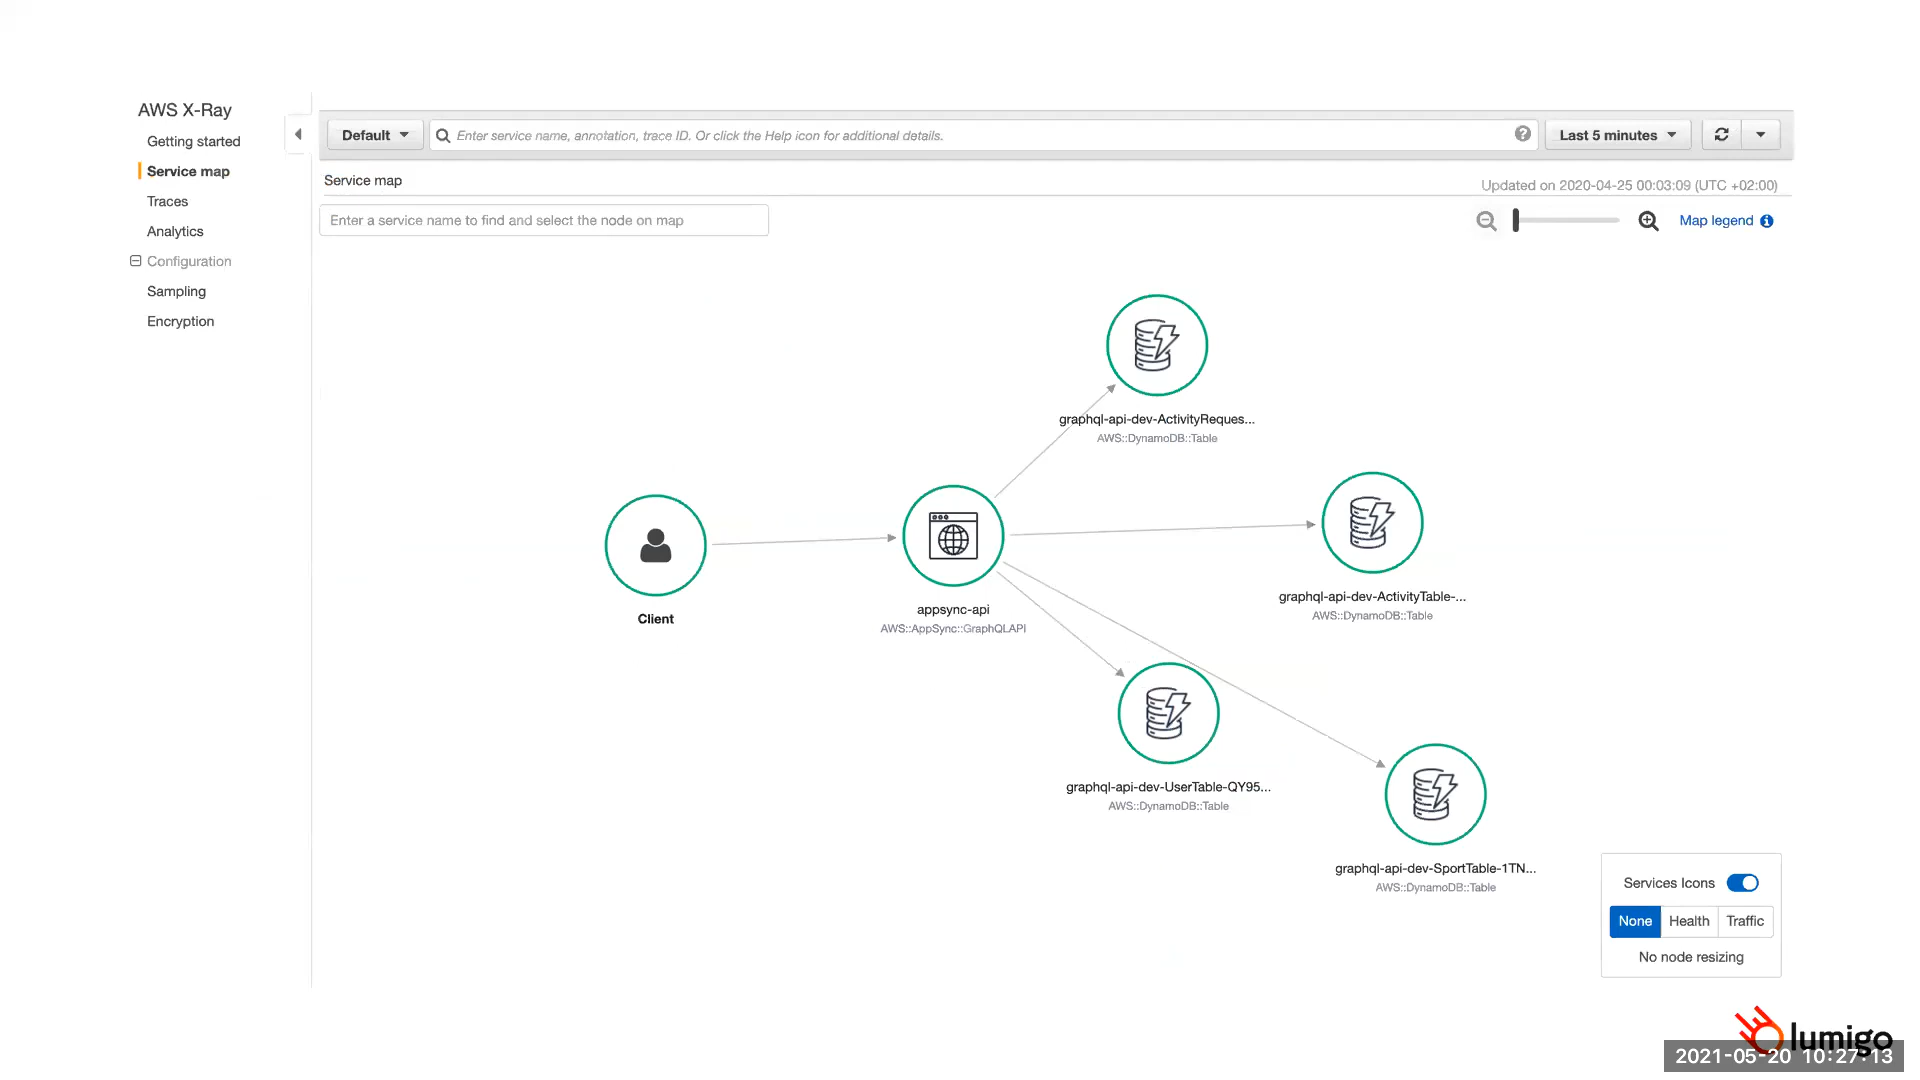 AWS X-Ray
Getting started
Service map
Traces
Analytics
Configuration
Sampling
Encryption
Default
Enter service name, annotation, trace ID. Or click the Help icon for additional details.
Last 5 minutes
Service map
Updated on 2020-04-25 00:03:09 (UTC +02:00)
Enter a service name to find and select the node on map
Map legend
graphql-api-dev-ActivityReques...
AWS::DynamoDB::Table
graphql-api-dev-ActivityTable-...
AWS::DynamoDB::Table
Client
appsync-api
AWS::AppSync::GraphQLAPI
graphql-api-dev-UserTable-QY95...
AWS::DynamoDB::Table
graphql-api-dev-SportTable-1TN...
AWS::DynamoDB::Table
Services Icons
None Health Traffic
No node resizing
lumigo
2021-05-20 10:27:13